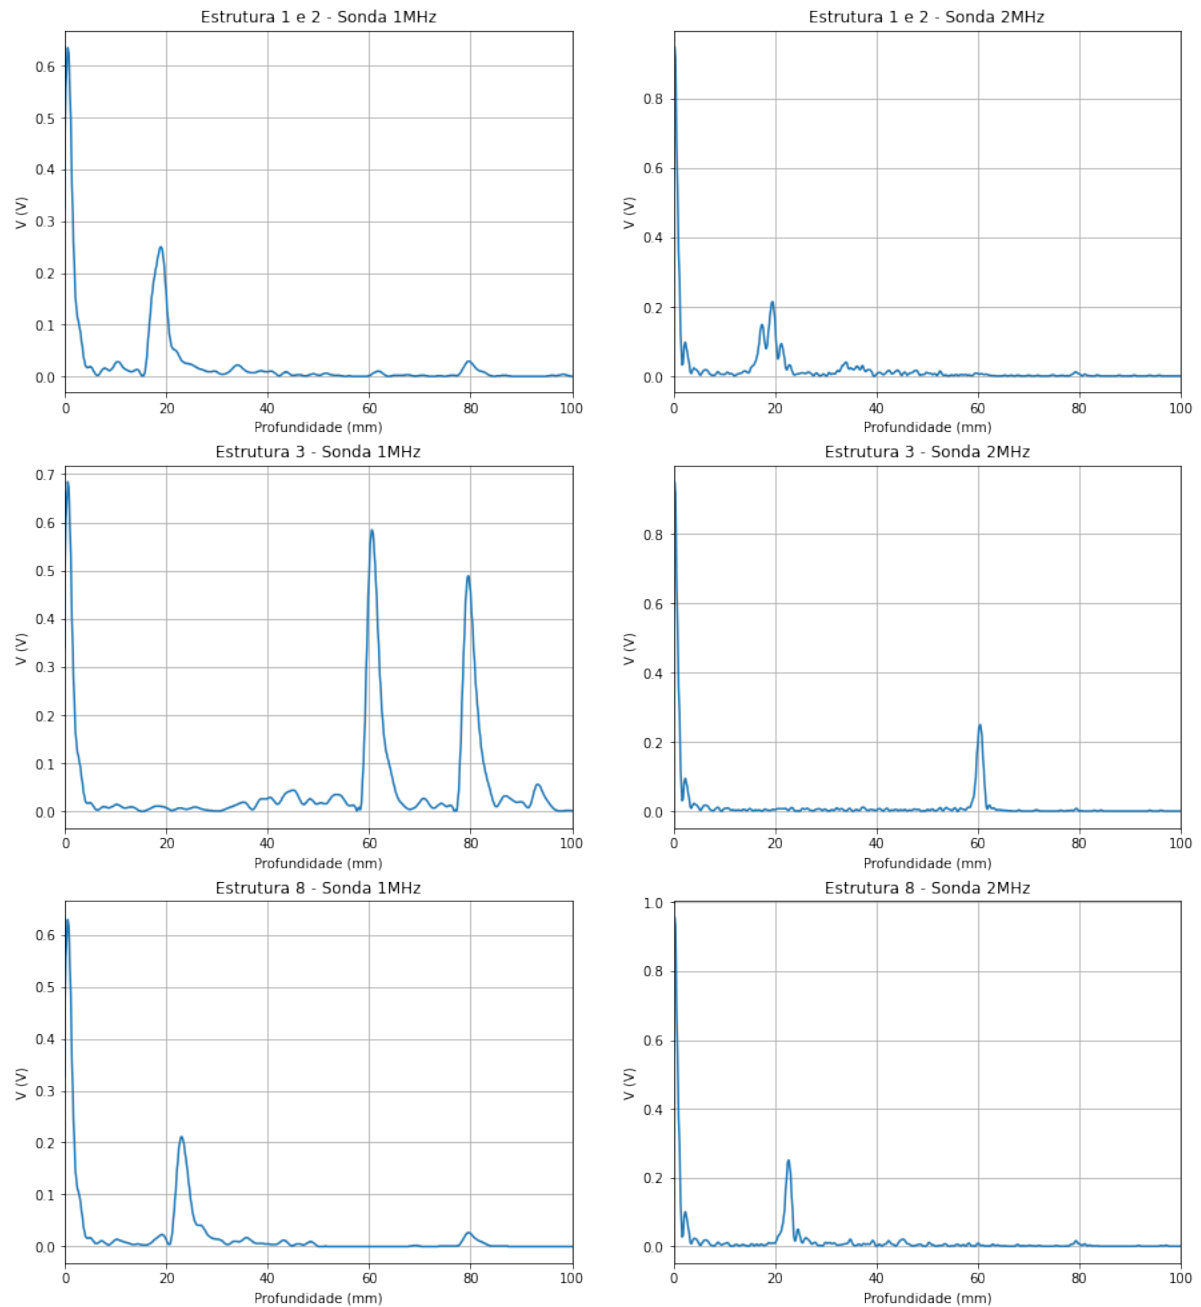 Estrutura 1 e 2 - Sonda 1MHz
0.6
0.5
0.4
0.3
0.2
0.1
0.0
V (V)
0 20 40 60 80 100
Profundidade (mm)
Estrutura 1 e 2 - Sonda 2MHz
0.8
0.6
0.4
0.2
0.0
V (V)
0 20 40 60 80 100
Profundidade (mm)
Estrutura 3 - Sonda 1MHz
0.7
0.6
0.5
0.4
0.3
0.2
0.1
0.0
V (V)
0 20 40 60 80 100
Profundidade (mm)
Estrutura 3 - Sonda 2MHz
0.8
0.6
0.4
0.2
0.0
V (V)
0 20 40 60 80 100
Profundidade (mm)
Estrutura 8 - Sonda 1MHz
0.6
0.5
0.4
0.3
0.2
0.1
0.0
V (V)
0 20 40 60 80 100
Profundidade (mm)
Estrutura 8 - Sonda 2MHz
1.0
0.8
0.6
0.4
0.2
0.0
V (V)
0 20 40 60 80 100
Profundidade (mm)